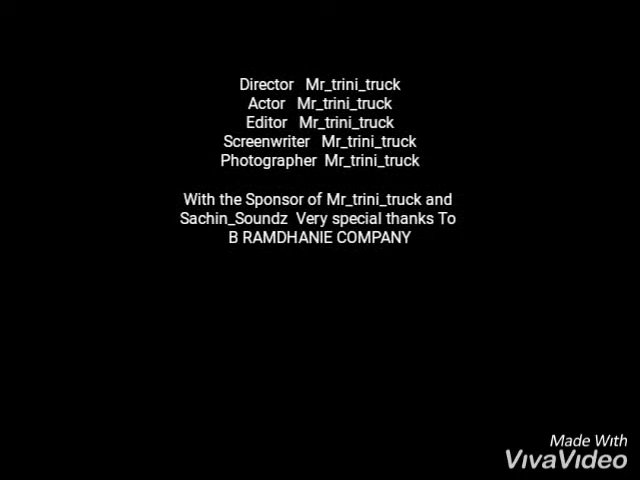 Director Mr_trini_truck
Actor Mr_trini_truck
Editor Mr_trini_truck
Screenwriter Mr_trini_truck
Photographer Mr_trini_truck
With the Sponsor of Mr_trini_truck and
Sachin_Soundz Very special thanks To
B RAMDHANIE COMPANY
Made With
VivaVideo